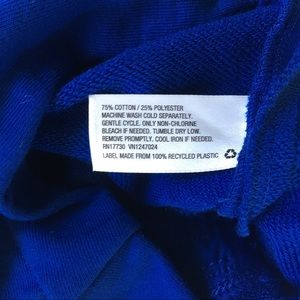 75% COTTON / 25% POLYESTER
MACHINE WASH COLD SEPARATELY.
GENTLE CYCLE. ONLY NON-CHLORINE
BLEACH IF NEEDED. TUMBLE DRY LOW.
REMOVE PROMPTLY. COOL IRON IF NEEDED.
RN17730 VN1247024
LABEL MADE FROM 100% RECYCLED PLASTIC